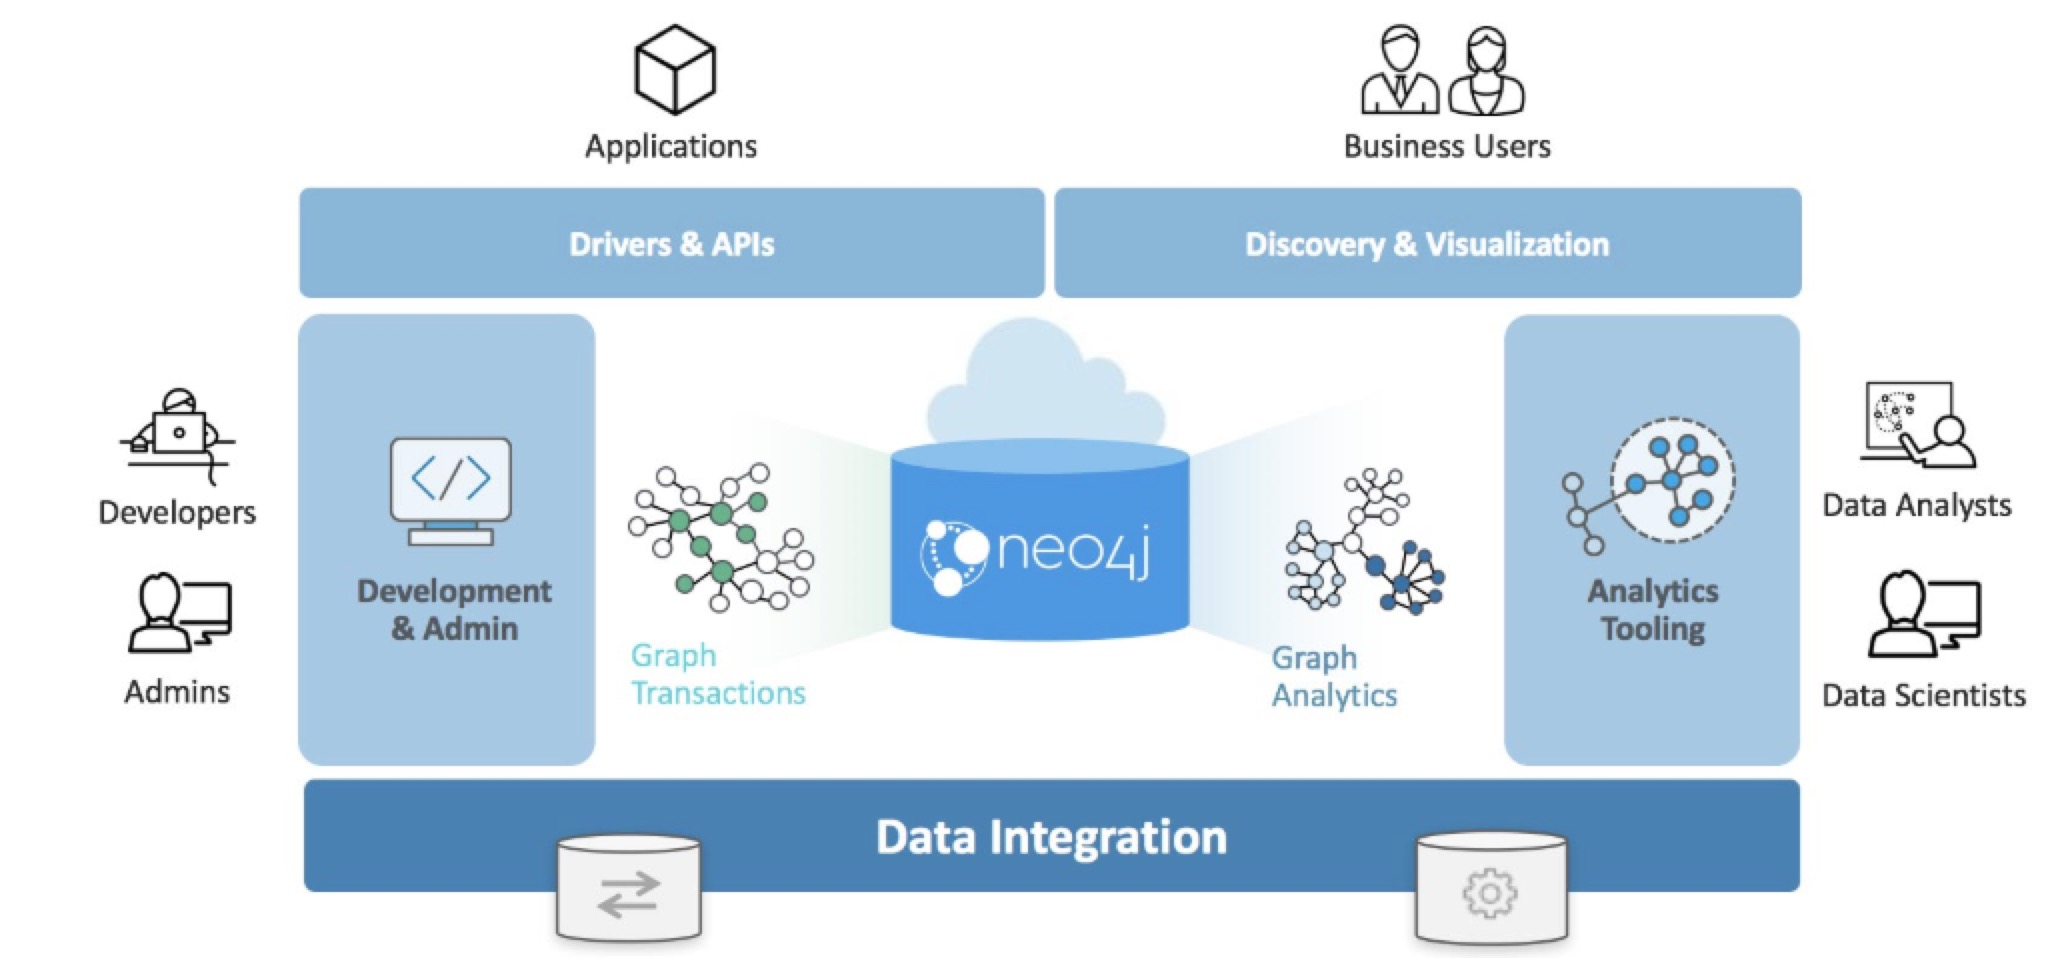 Applications
Business Users
Drivers & APIs
Discovery & Visualization
Developers
Admins
Development
& Admin
Graph
Transactions
neo4j
Graph
Analytics
Analytics
Tooling
Data Analysts
Data Scientists
Data Integration